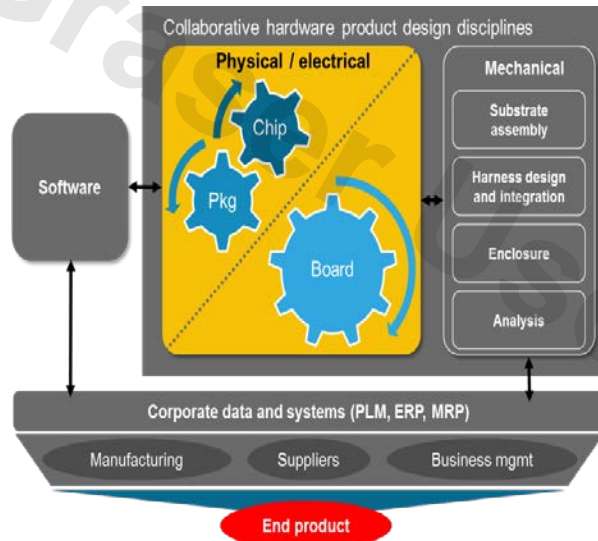 Collaborative hardware product design disciplines
Physical / electrical
Mechanical
Chip
Substrate
assembly
Software
Pkg
Harness design
and integration
Board
Enclosure
Analysis
Corporate data and systems (PLM, ERP, MRP)
Manufacturing
Suppliers
Business mgmt
End product